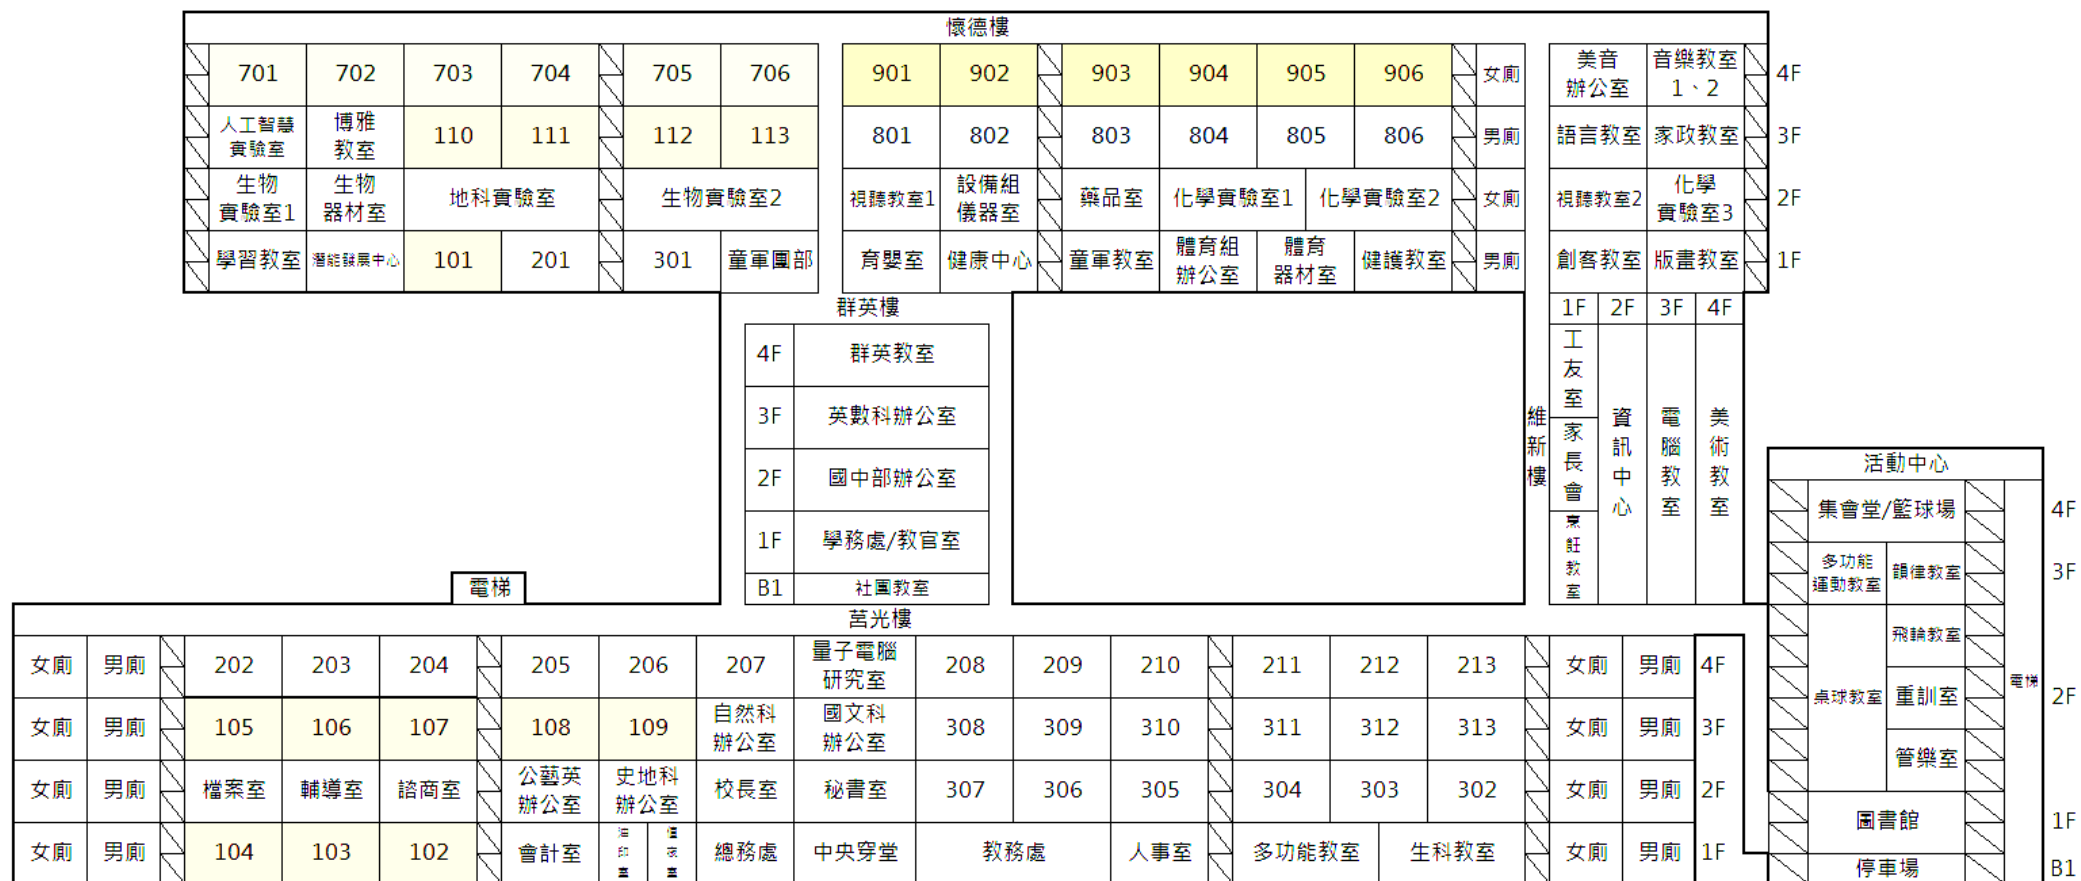 懷德樓
701 702 703 704 705 706 901 902 903 904 905 906 女廁 美音 音樂教室 4F
辦公室 1、2
人工智慧 博雅 110 111 112 113 801 802 803 804 805 806 男廁 語言教室 家政教室 3F
實驗室 教室
生物 生物 地科實驗室 生物實驗室2 視聽教室1 設備組 藥品室 化學實驗室1 化學實驗室2 女廁 視聽教室2 化學 2F
實驗室1 器材室 儀器室 實驗室3
學習教室 潛能發展中心 101 201 301 童軍團部 育嬰室 健康中心 童軍教室 體育組 體育 健護教室 男廁 創客教室 版畫教室 1F
辦公室 器材室
群英樓
4F 群英教室
3F 英數科辦公室
2F 國中部辦公室
1F 學務處/教官室
B1 社團教室
維新樓
1F 2F 3F 4F
工友室
家長會
烹飪教室
資訊中心
電腦教室
美術教室
活動中心
集會堂/籃球場 4F
多功能 韻律教室 3F
運動教室
飛輪教室
桌球教室 重訓室 電梯 2F
管樂室
圖書館 1F
停車場 B1
電梯
莒光樓
女廁 男廁 202 203 204 205 206 207 量子電腦 208 209 210 211 212 213 女廁 男廁 4F
研究室
女廁 男廁 105 106 107 108 109 自然科 國文科 308 309 310 311 312 313 女廁 男廁 3F
辦公室 辦公室
女廁 男廁 檔案室 輔導室 諮商室 公藝英 史地科 校長室 秘書室 307 306 305 304 303 302 女廁 男廁 2F
辦公室 辦公室
女廁 男廁 104 103 102 會計室 油印室 值夜室 總務處 中央穿堂 教務處 人事室 多功能教室 生科教室 女廁 男廁 1F